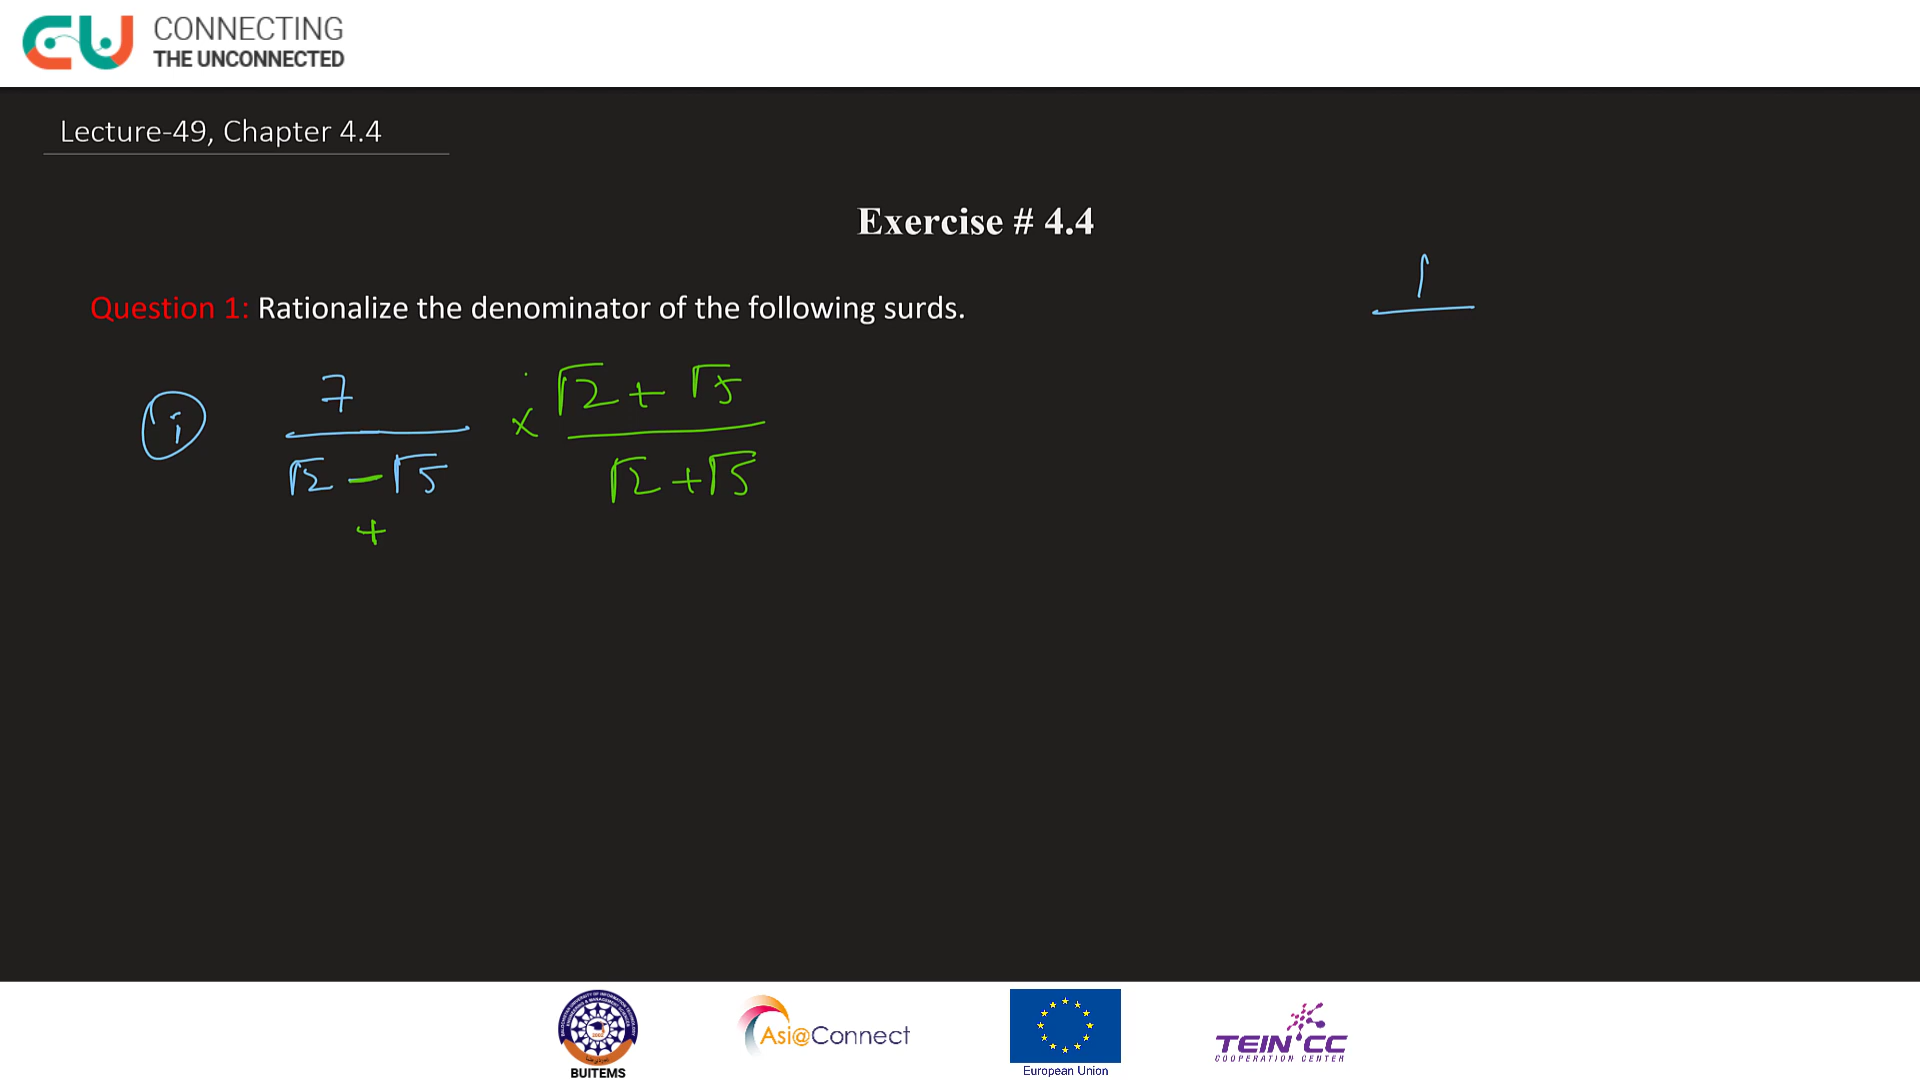 CONNECTING
THE UNCONNECTED
Lecture-49, Chapter 4.4
Exercise # 4.4
1
Question 1: Rationalize the denominator of the following surds.
i 7 × √2 + √5
√2 - √5 √2 + √5
+
BUITEMS
Asi@Connect
European Union
TEIN*CC
COOPERATION CENTER